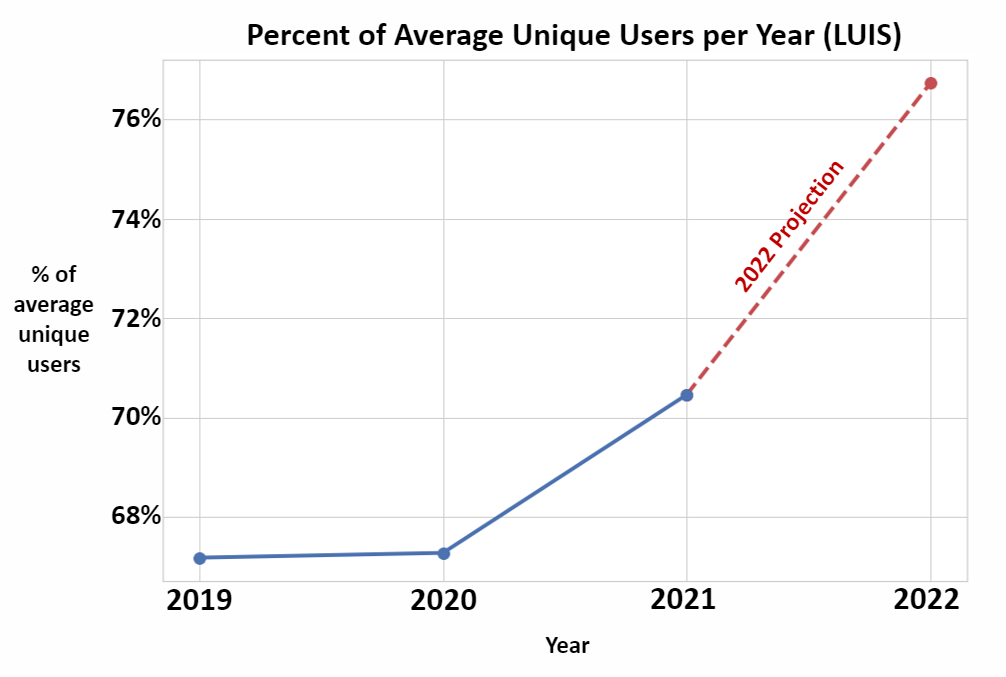 Percent of Average Unique Users per Year (LUIS)
76%
74%
72%
70%
68%
% of
average
unique
users
2022 Projection
2019
2020
2021
2022
Year